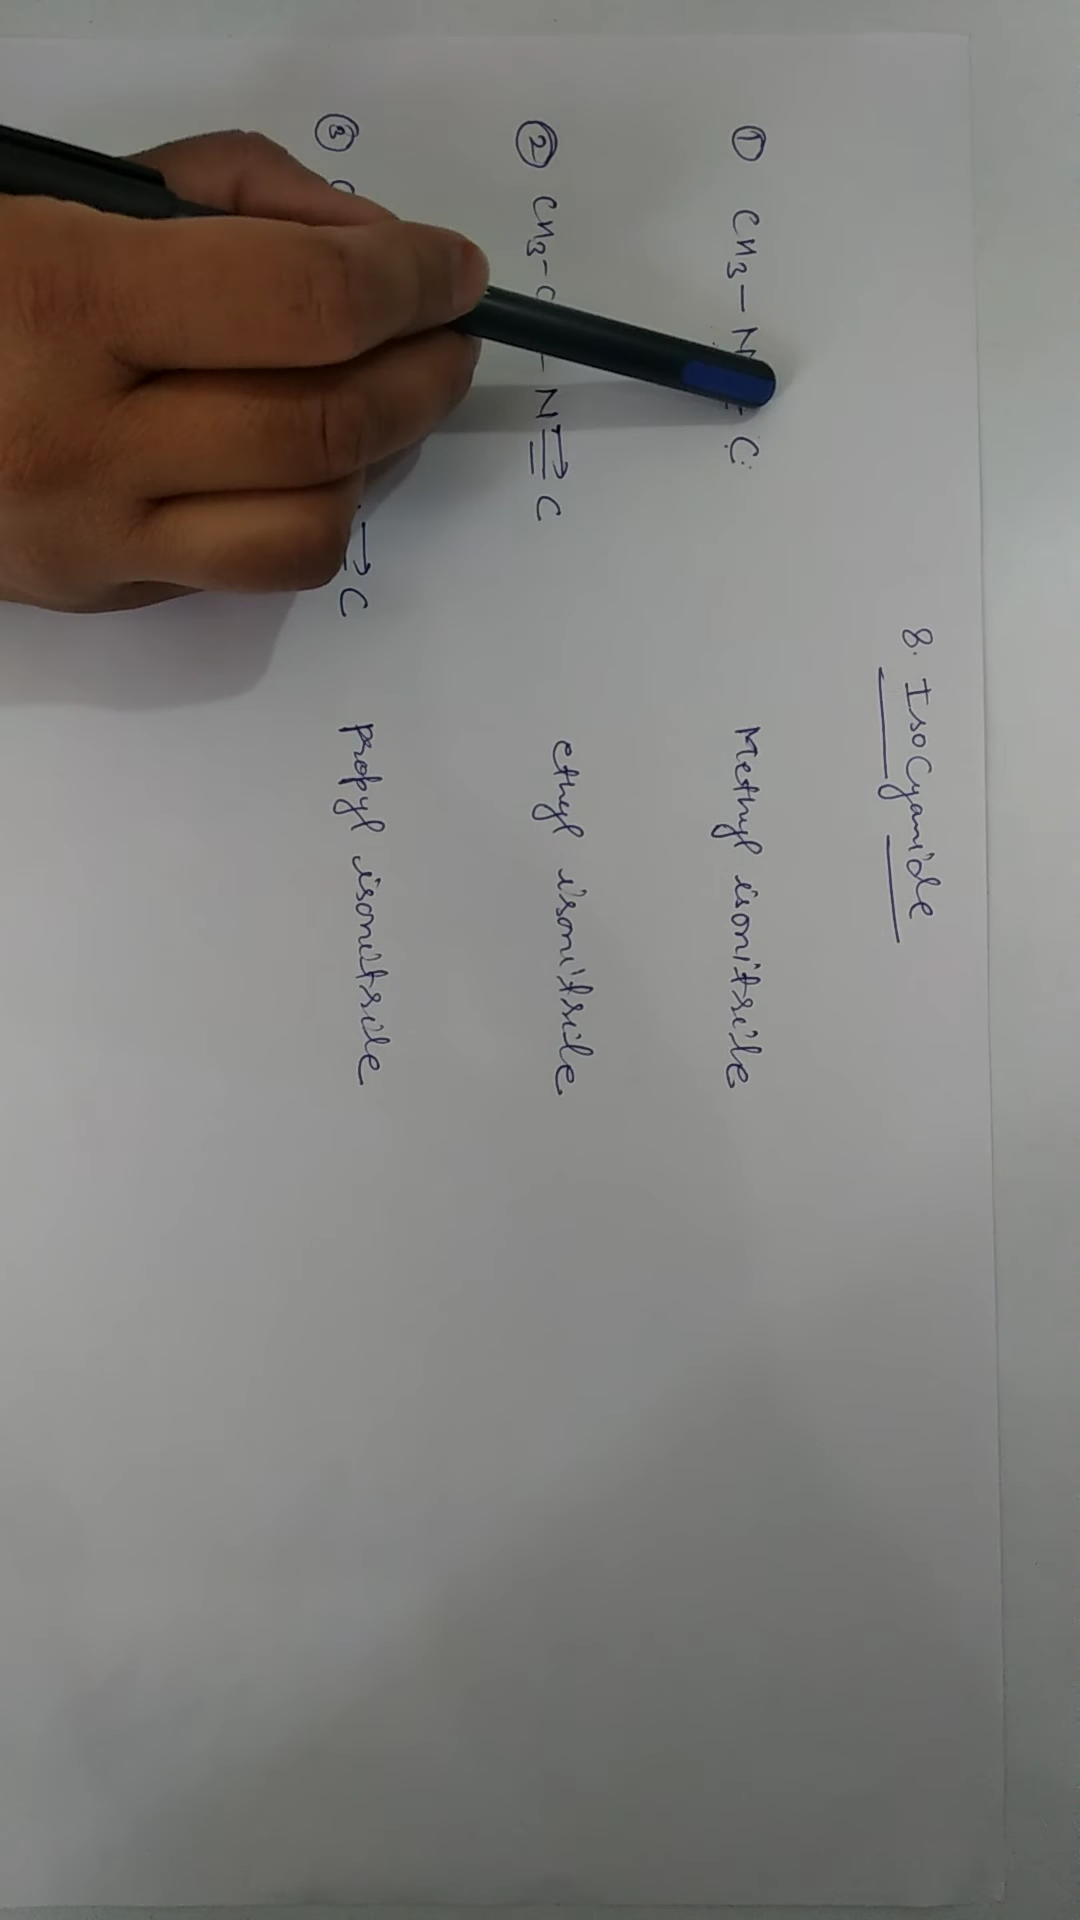 8. IsoCyanide
① CH3 – N C Methyl isonitrile
② CH3 – C – N ⇉ C ethyl isonitrile
③ C propyl isonitrile